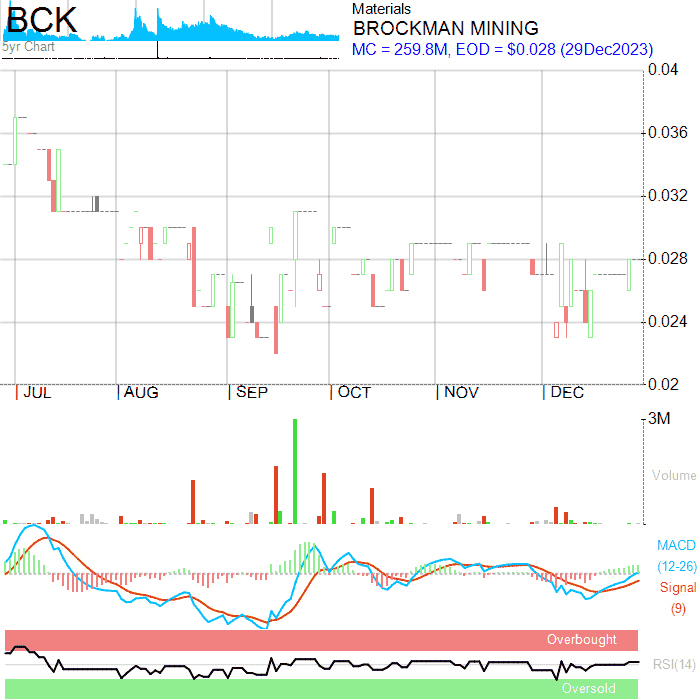 BCK
5yr Chart
Materials
BROCKMAN MINING
MC = 259.8M, EOD = $0.028 (29Dec2023)
0.04
0.036
0.032
0.028
0.024
0.02
JUL AUG SEP OCT NOV DEC
3M
Volume
MACD
(12-26)
Signal
(9)
Overbought
RSI(14)
Oversold